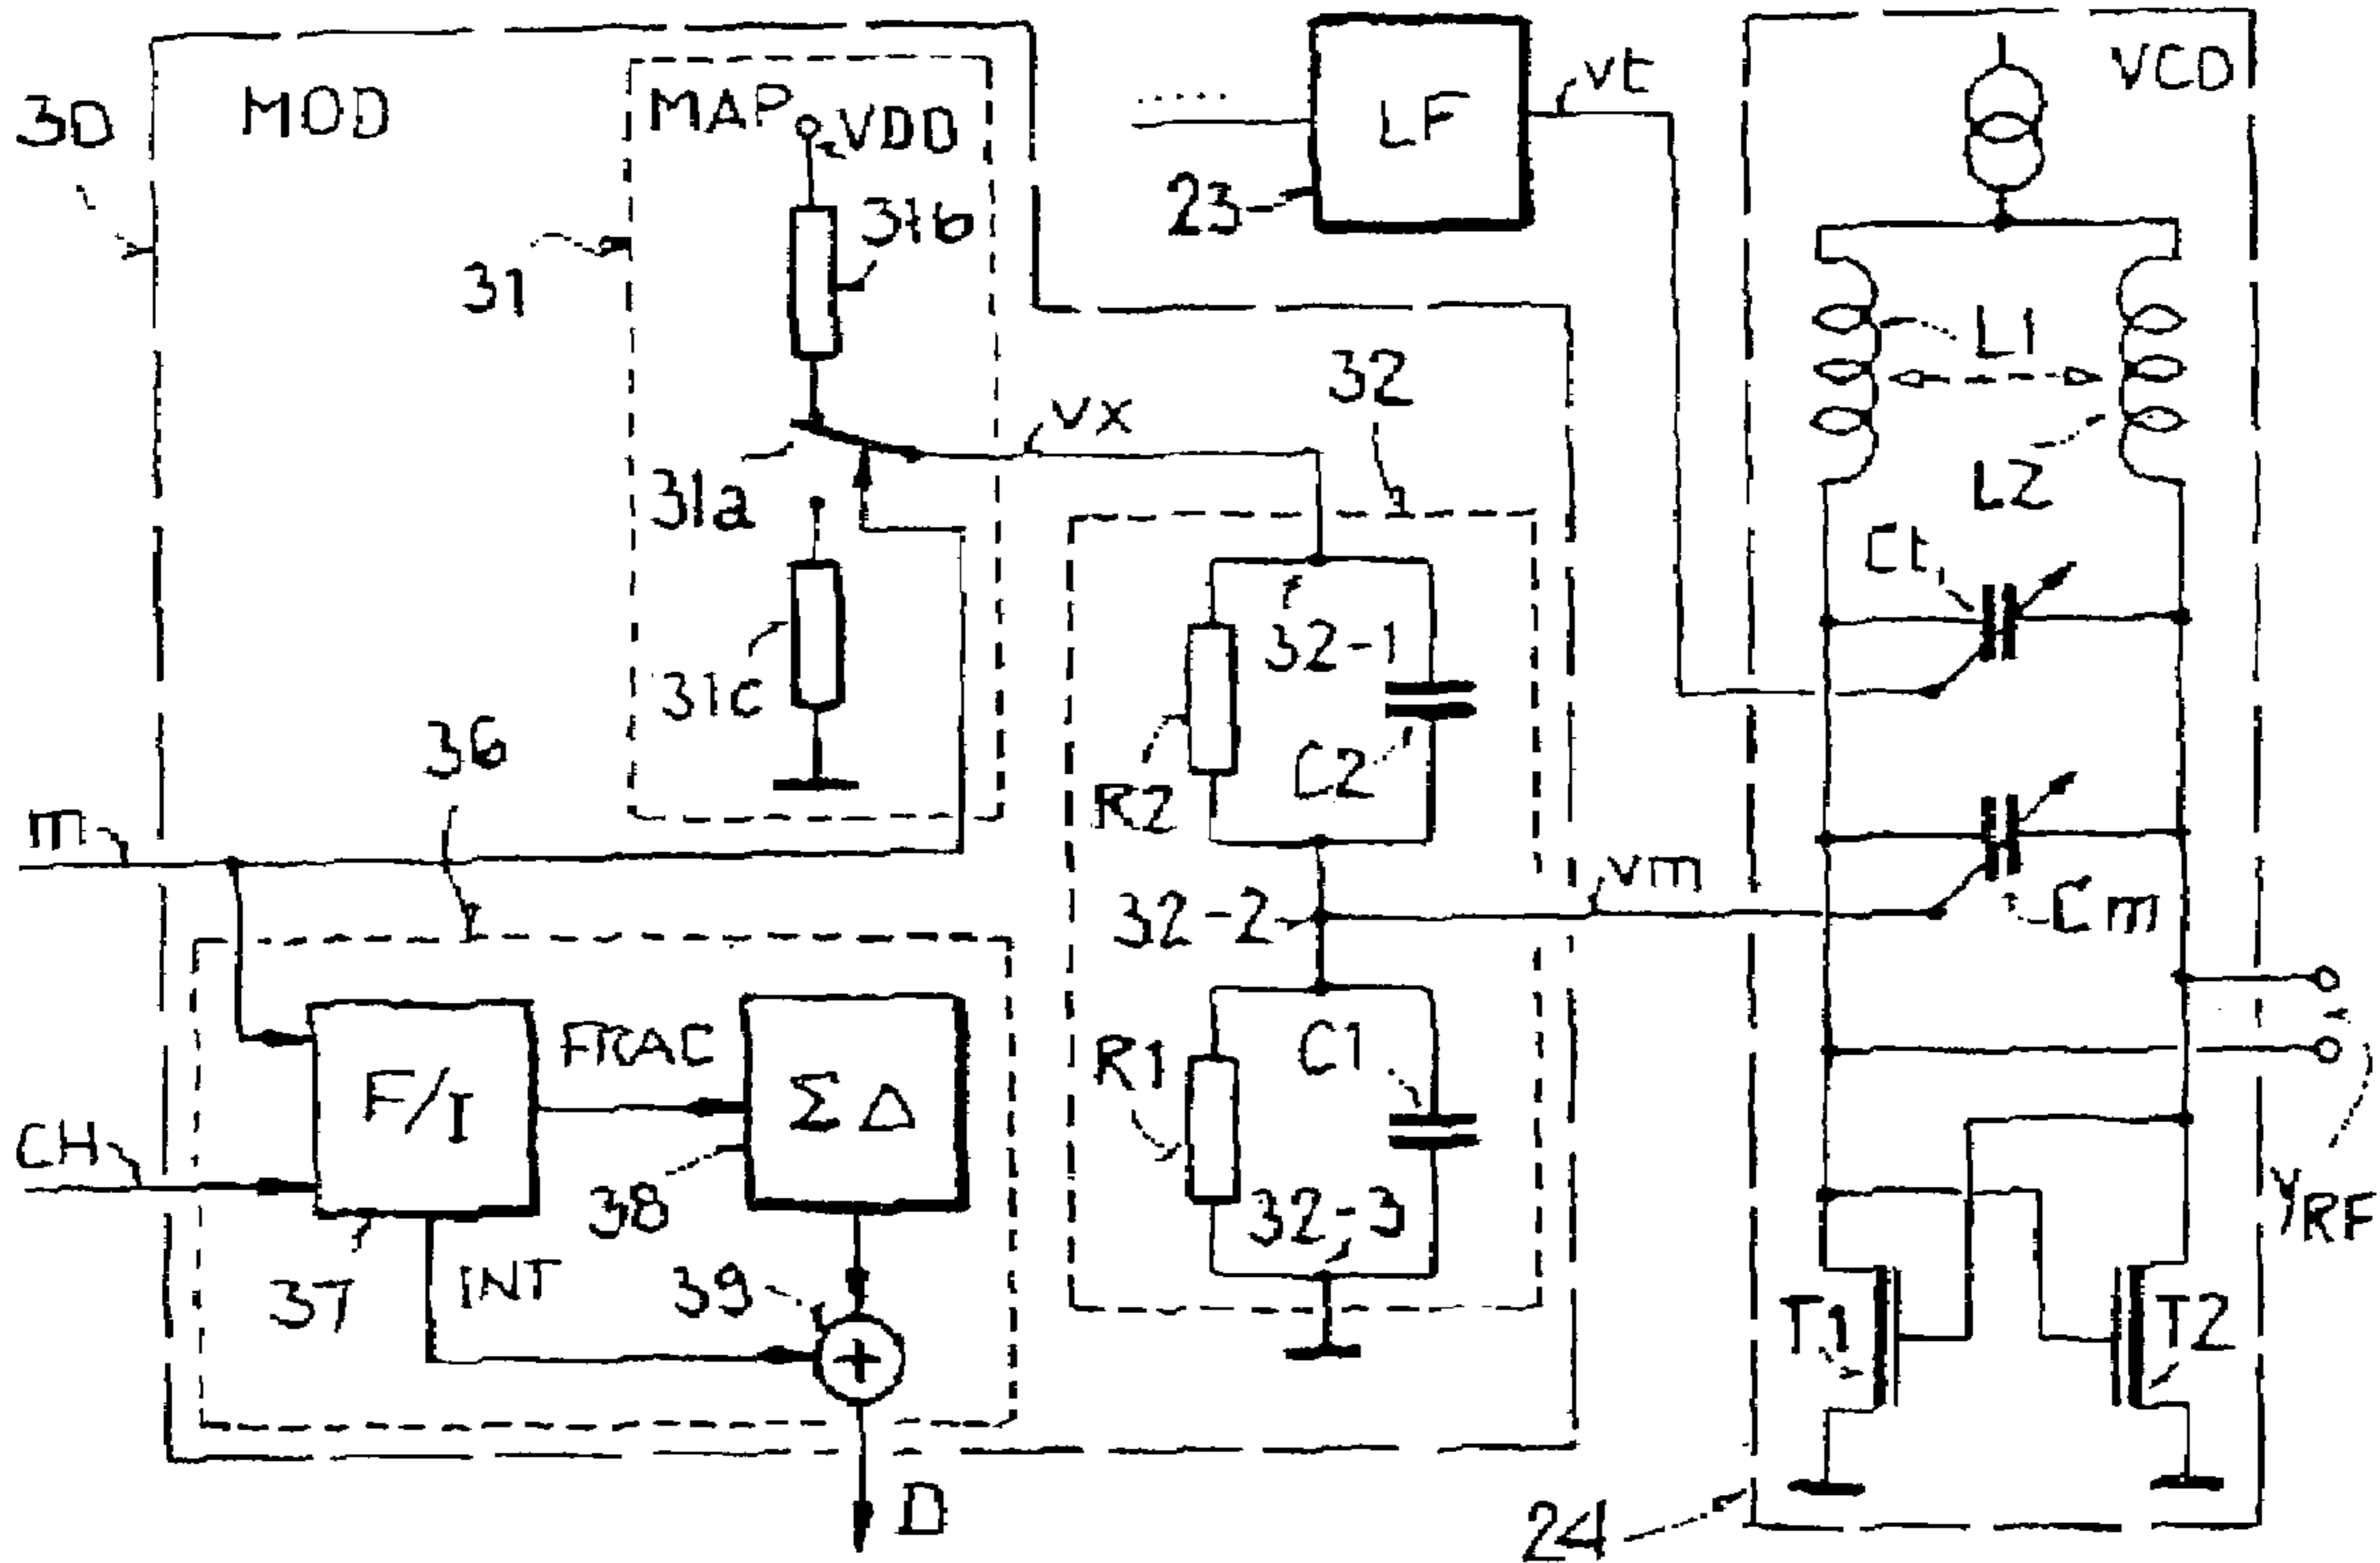 30
MOD
MAP
VDD
31b
31
31a
31c
vx
LF
23
vt
VCO
L1
L2
Ct
32
32-1
R2
C2
32-2
vm
Cm
R1
C1
32-3
36
m
CH
F/I
FRAC
ΣΔ
37
INT
38
39
+
D
T1
T2
yRF
24